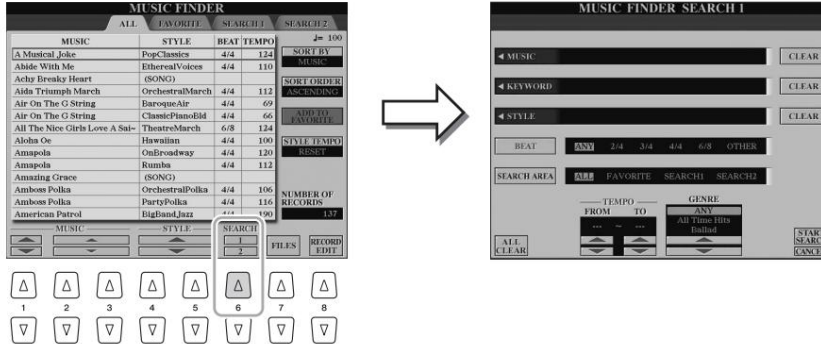 MUSIC FINDER
ALL FAVORITE SEARCH 1 SEARCH 2
MUSIC STYLE BEAT TEMPO
♩= 100
A Musical Joke PopClassics 4/4 124
Abide With Me EtherealVoices 4/4 110
Achy Breaky Heart (SONG)
Aida Triumph March OrchestralMarch 4/4 112
Air On The G String BaroqueAir 4/4 69
Air On The G String ClassicPianoBld 4/4 66
All The Nice Girls Love A Sai~ TheatreMarch 6/8 124
Aloha Oe Hawaiian 4/4 100
Amapola OnBroadway 4/4 120
Amapola Rumba 4/4 112
Amazing Grace (SONG)
Amboss Polka OrchestralPolka 4/4 106
Amboss Polka PartyPolka 4/4 116
American Patrol BigBandJazz 4/4 190
SORT BY
MUSIC
SORT ORDER
ASCENDING
ADD TO
FAVORITE
STYLE TEMPO
RESET
NUMBER OF
RECORDS
137
MUSIC STYLE SEARCH
1
2
FILES
RECORD
EDIT
1 2 3 4 5 6 7 8
MUSIC FINDER SEARCH 1
MUSIC CLEAR
KEYWORD CLEAR
STYLE CLEAR
BEAT ANY 2/4 3/4 4/4 6/8 OTHER
SEARCH AREA ALL FAVORITE SEARCH1 SEARCH2
TEMPO GENRE
FROM TO
--- ~ ---
ANY
All Time Hits
Ballad
ALL
CLEAR
STAR
SEARC
CANCE